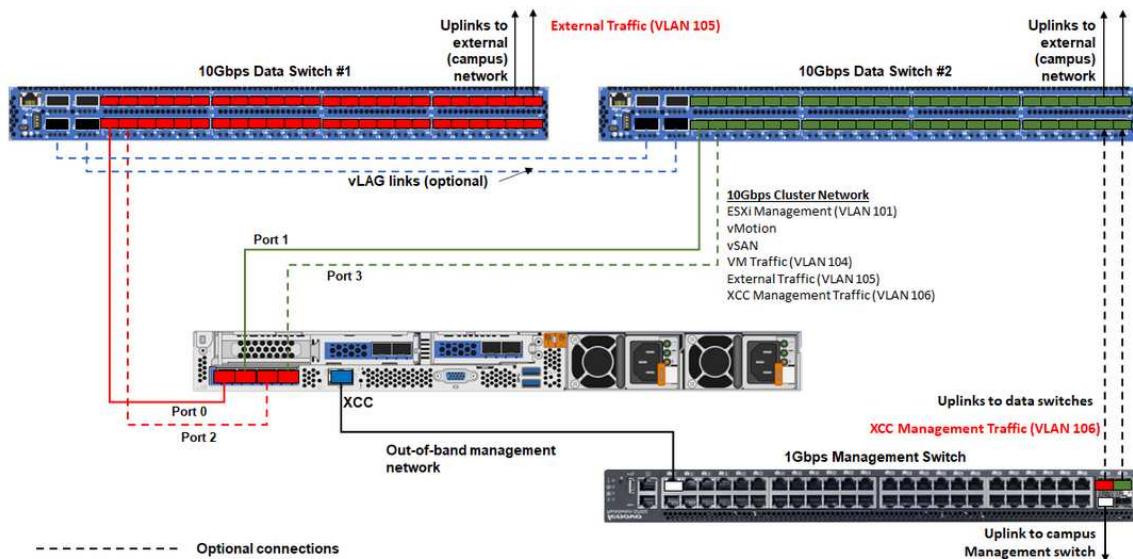 Uplinks to
external
(campus)
network
External Traffic (VLAN 105)
Uplinks to
external
(campus)
network
10Gbps Data Switch #1
10Gbps Data Switch #2
vLAG links (optional)
10Gbps Cluster Network
ESXi Management (VLAN 101)
vMotion
vSAN
VM Traffic (VLAN 104)
External Traffic (VLAN 105)
XCC Management Traffic (VLAN 106)
Port 1
Port 3
XCC
Port 0
Port 2
Uplinks to data switches
XCC Management Traffic (VLAN 106)
Out-of-band management
network
1Gbps Management Switch
Uplink to campus
Management switch
Optional connections